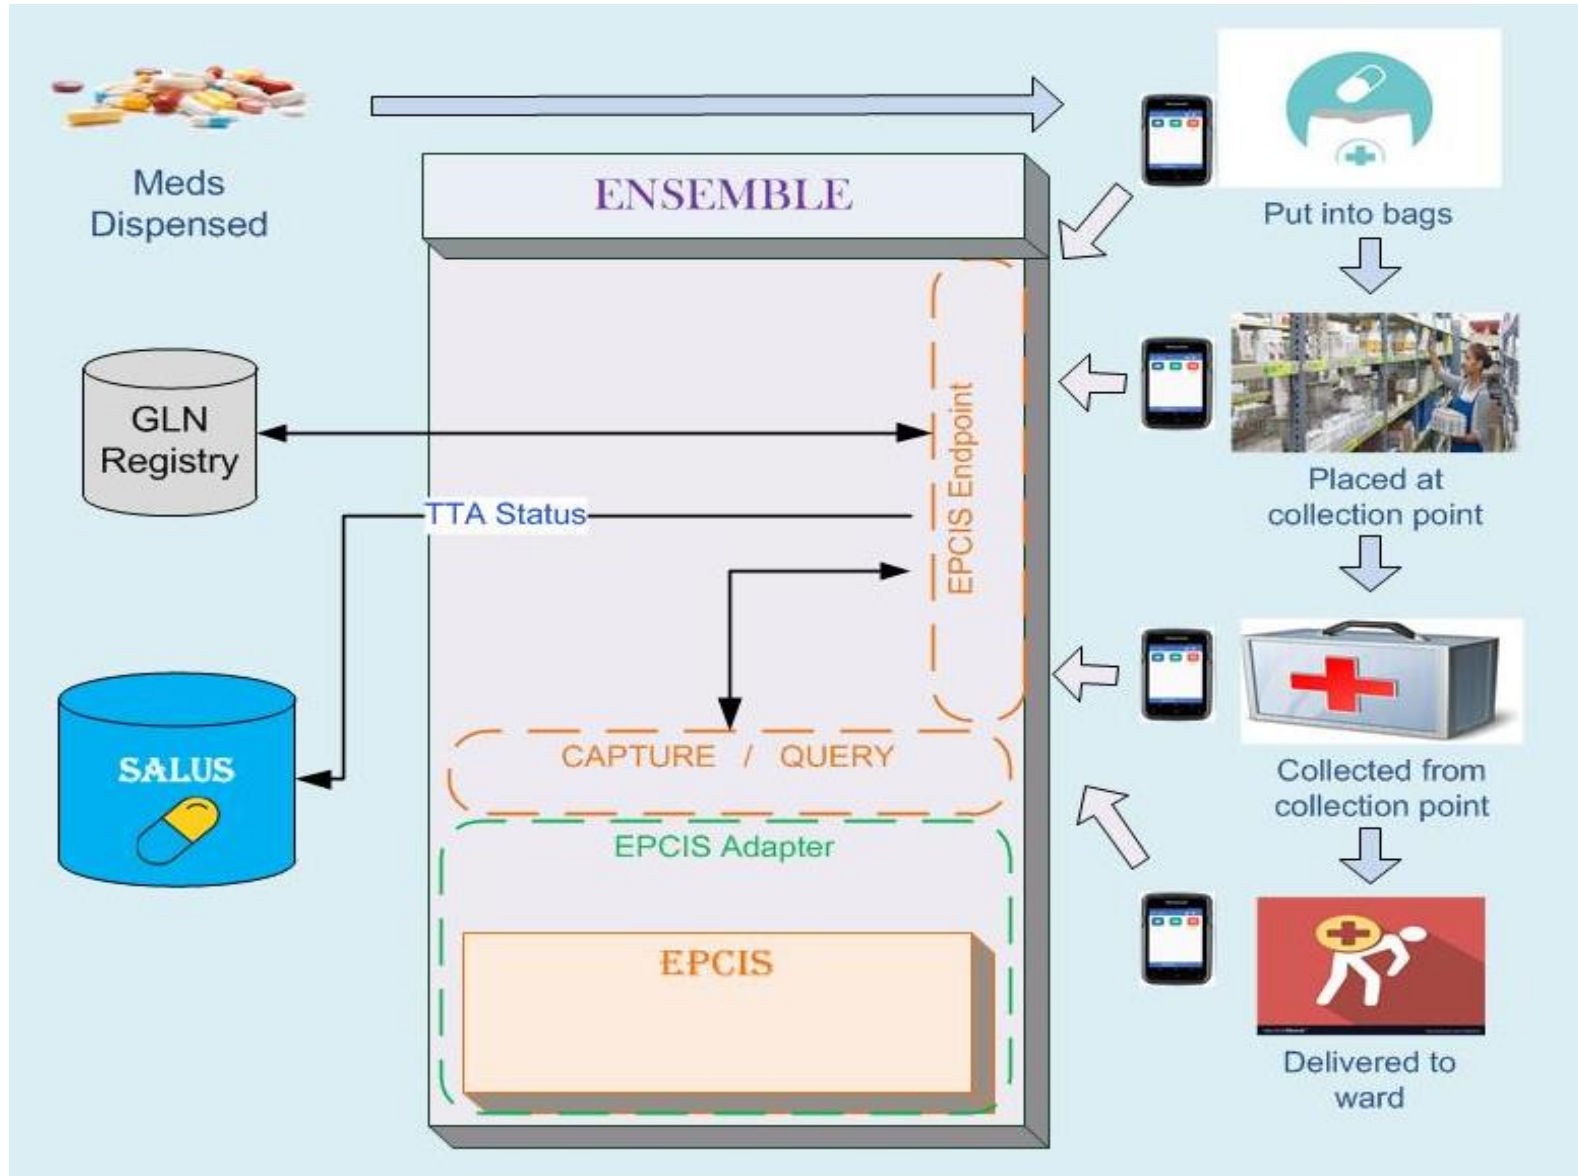 Meds
Dispensed
ENSEMBLE
Put into bags
GLN
Registry
EPCIS Endpoint
Placed at
collection point
TTA Status
SALUS
CAPTURE / QUERY
Collected from
collection point
EPCIS Adapter
EPCIS
Delivered to
ward